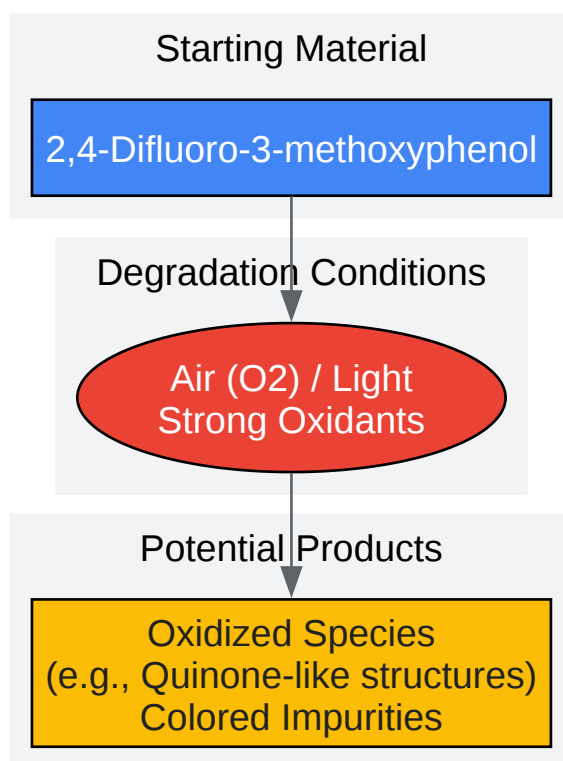 Starting Material
2,4-Difluoro-3-methoxyphenol
Degradation Conditions
Air (O2) / Light
Strong Oxidants
Potential Products
Oxidized Species
(e.g., Quinone-like structures)
Colored Impurities